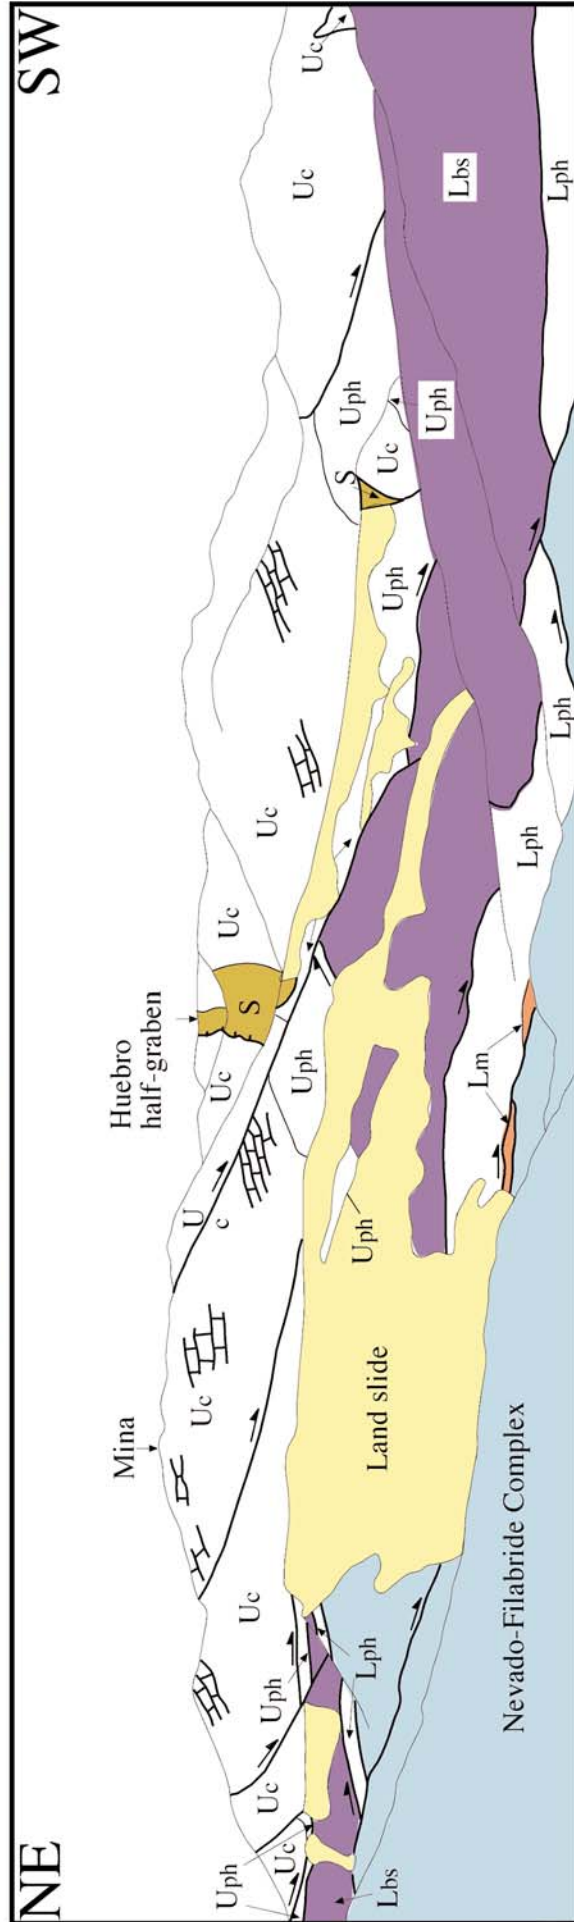 NE
SW
Mina
Huebro
half-graben
Uph
Uc
Uc
Uph
Uc
Uc
U
c
Uc
S
Uc
Uc
Uc
Uc
Uph
Uph
S
Uc
Uph
Uph
Uph
Lbs
Lph
Land slide
Lm
Lph
Lph
Lbs
Lph
Nevado-Filabride Complex